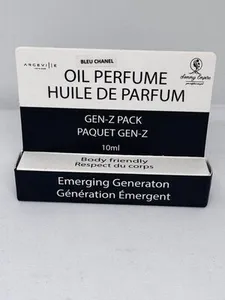 ANGEVILLE
BLEU CHANEL
OIL PERFUME
HUILE DE PARFUM
GEN-Z PACK
PAQUET GEN-Z
10ml
Body friendly
Respect du corps
Emerging Generaton
Génération Émergent